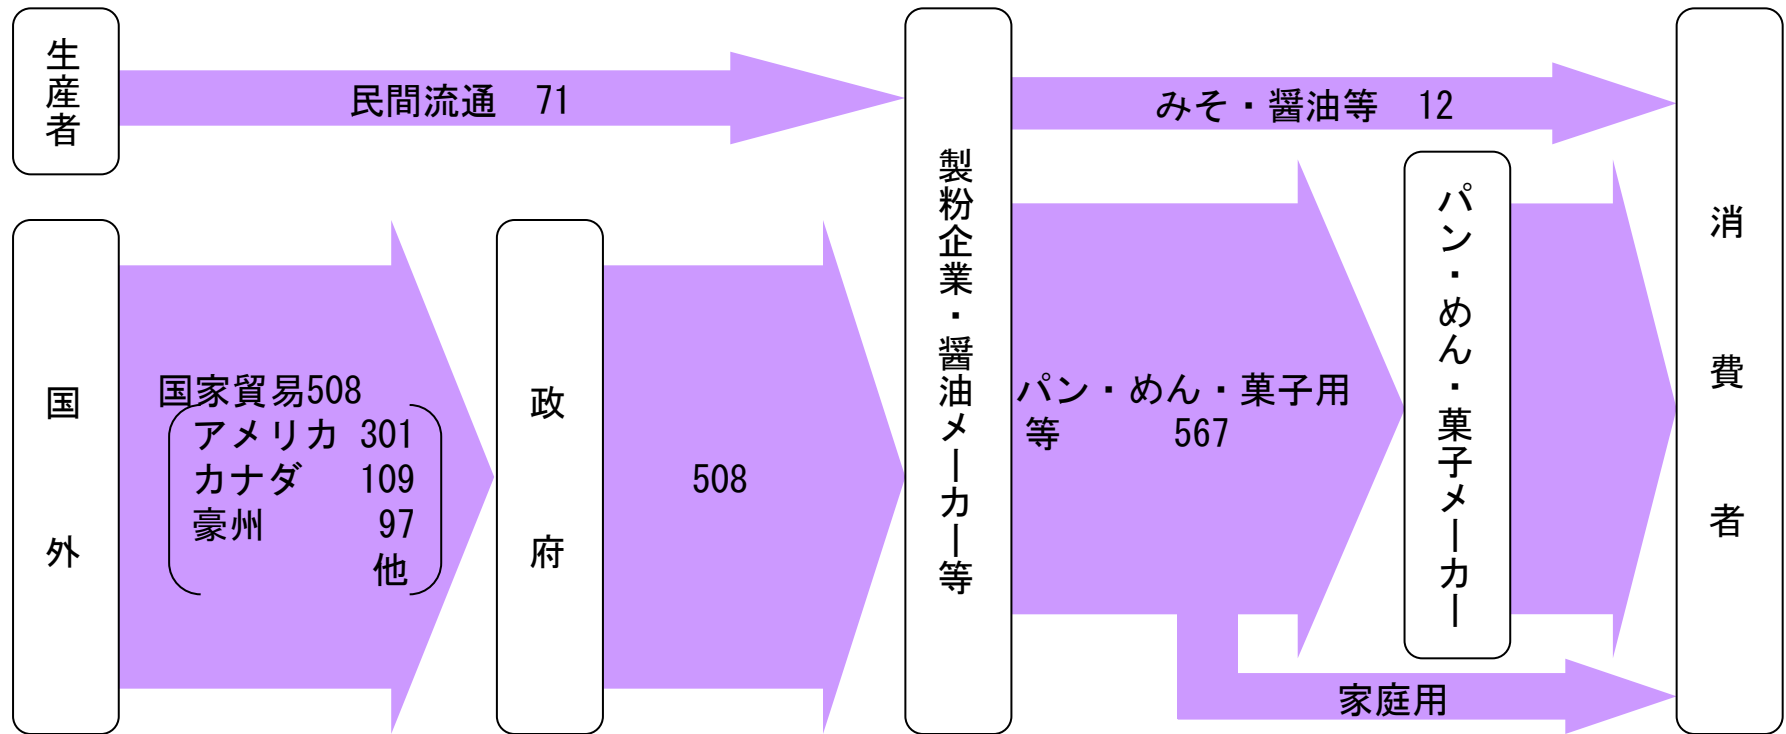 生産者
民間流通　71
国外
国家貿易508
アメリカ 301
カナダ　109
豪州　97
他
政府
508
製粉企業・醤油メーカー等
みそ・醤油等　12
パン・めん・菓子用
等　567
パン・めん・菓子メーカー
家庭用
消費者